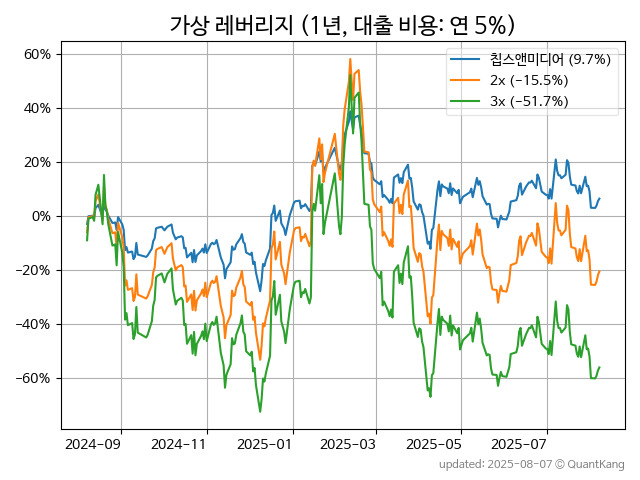 가상 레버리지 (1년, 대출 비용: 연 5%)
칩스앤미디어 (9.7%)
2x (−15.5%)
3x (−51.7%)
60%
40%
20%
0%
−20%
−40%
−60%
2024-09 2024-11 2025-01 2025-03 2025-05 2025-07
updated: 2025-08-07 © QuantKang